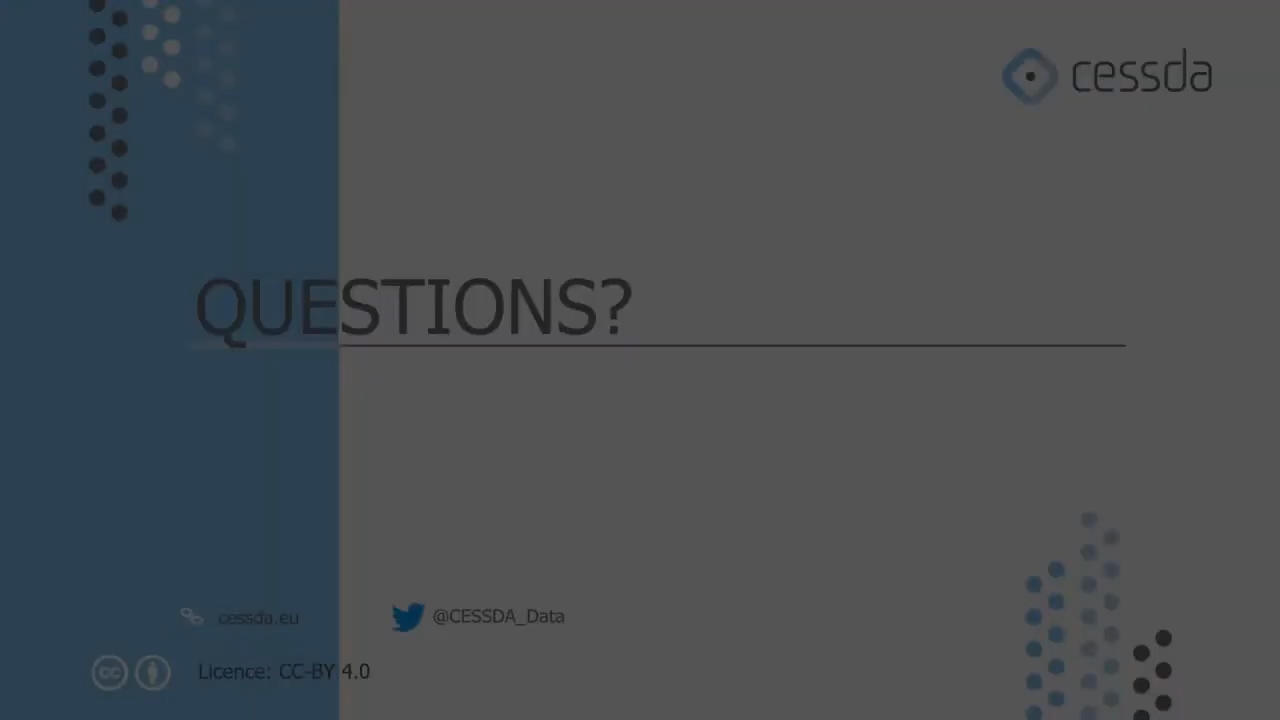 cessda
QUESTIONS?
cessda.eu
@CESSDA_Data
Licence: CC-BY 4.0